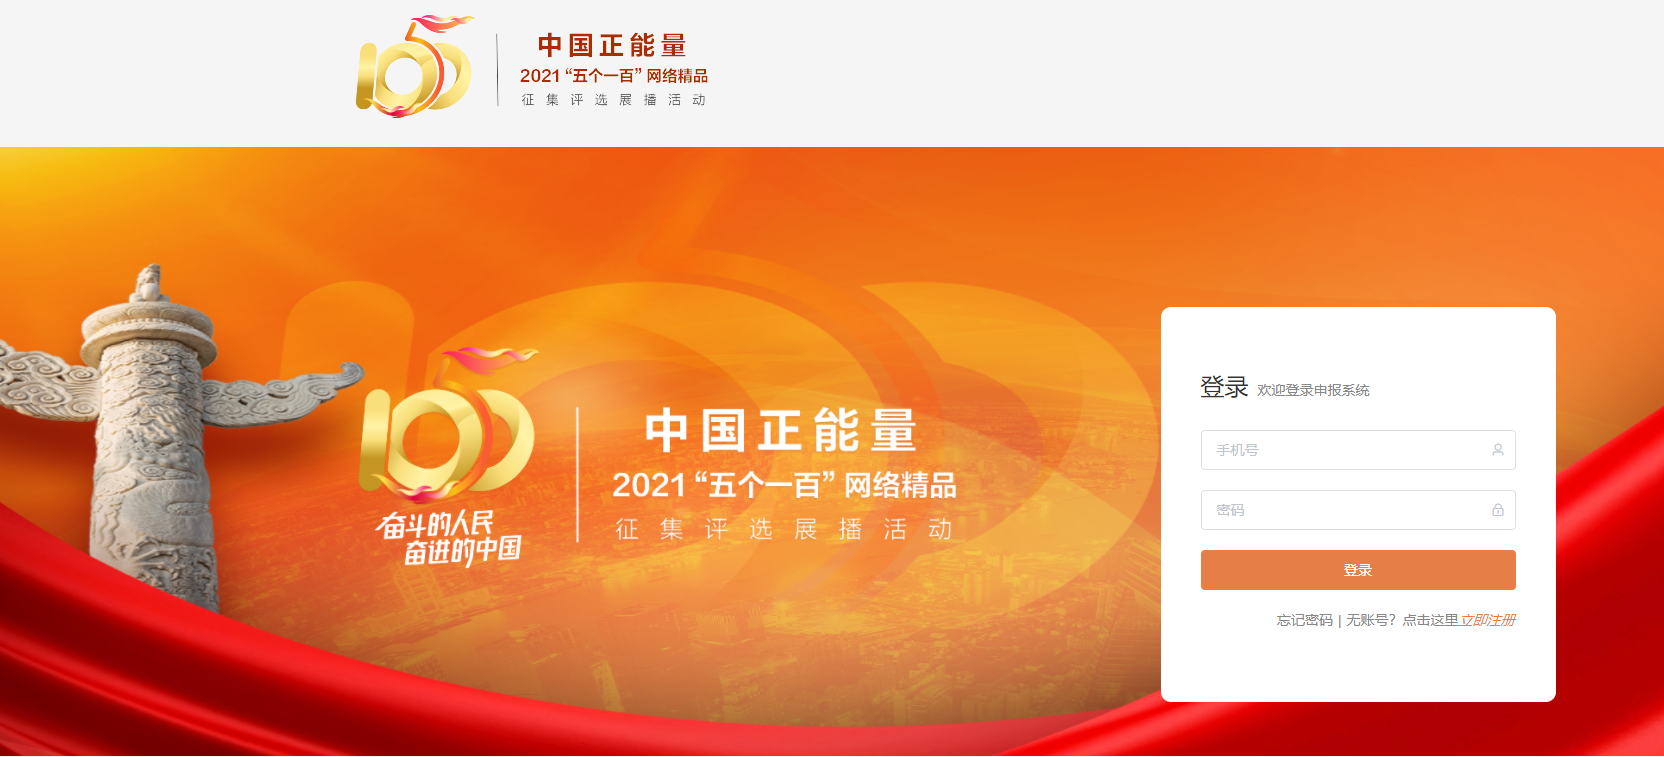 中国正能量
2021 “五个一百” 网络精品
征集评选展播活动
奋斗的人民
奋进的中国
中国正能量
2021 “五个一百” 网络精品
征集评选展播活动
登录 欢迎登录申报系统
手机号
密码
登录
忘记密码 | 无账号？点击这里立即注册